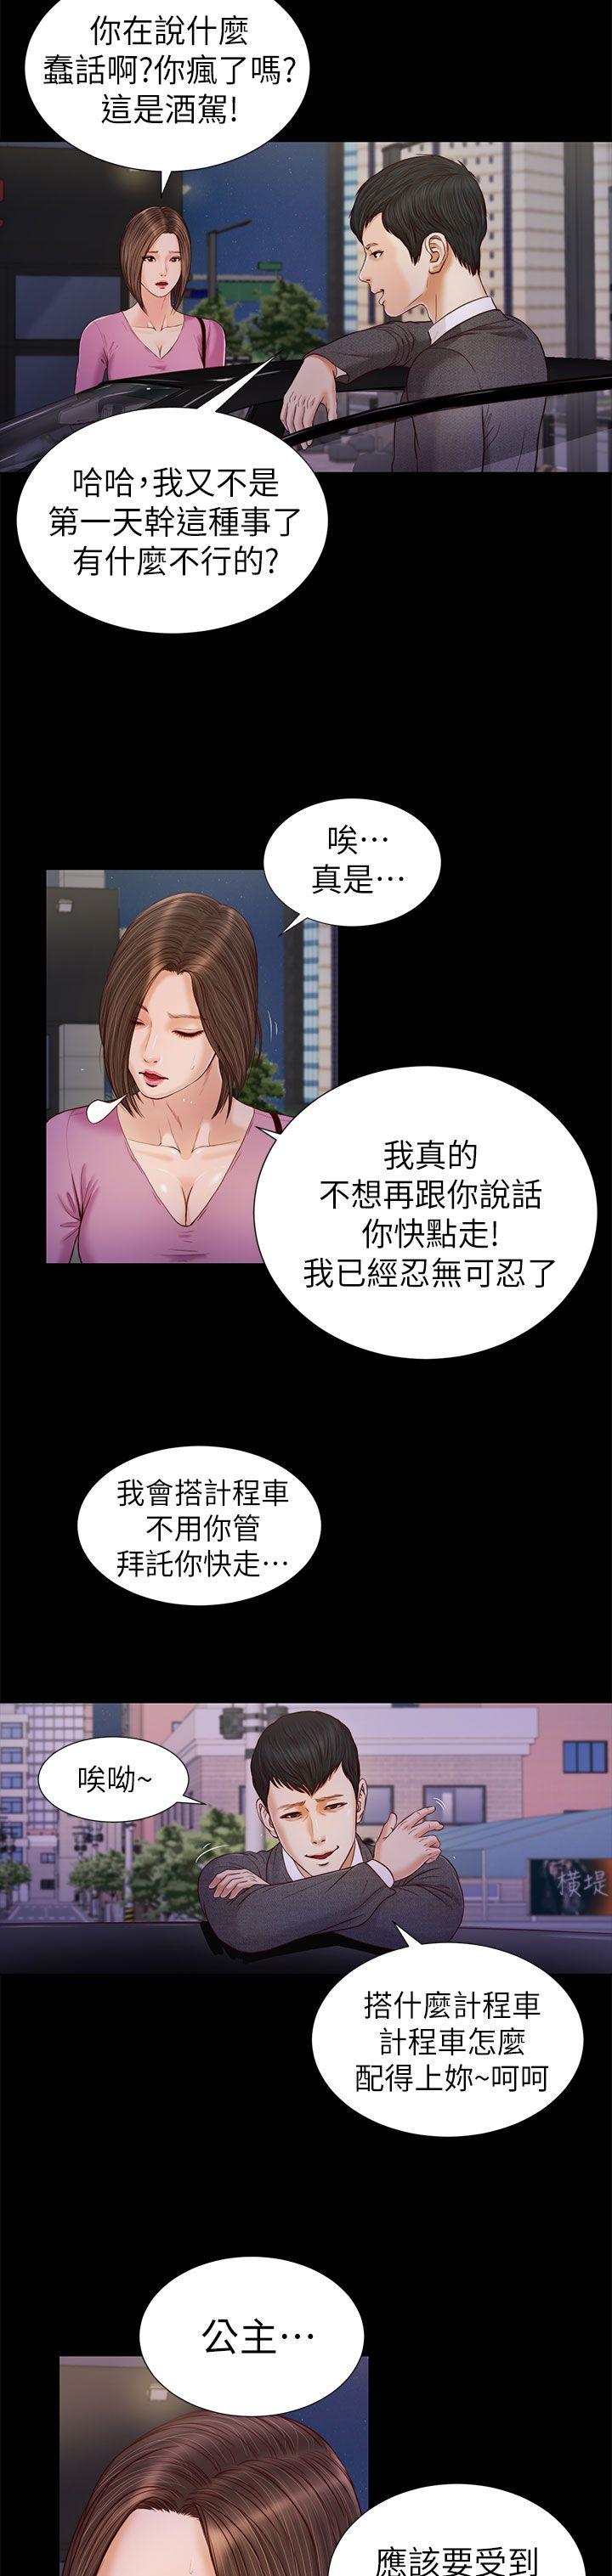 你在說什麼
蠢話啊?你瘋了嗎?
這是酒駕!
哈哈,我又不是
第一天幹這種事了
有什麼不行的?
唉…
真是…
我真的
不想再跟你說話
你快點走!
我已經忍無可忍了
我會搭計程車
不用你管
拜託你快走…
唉呦~
橫堤
搭什麼計程車
計程車怎麼
配得上妳~呵呵
公主…
應該要受到